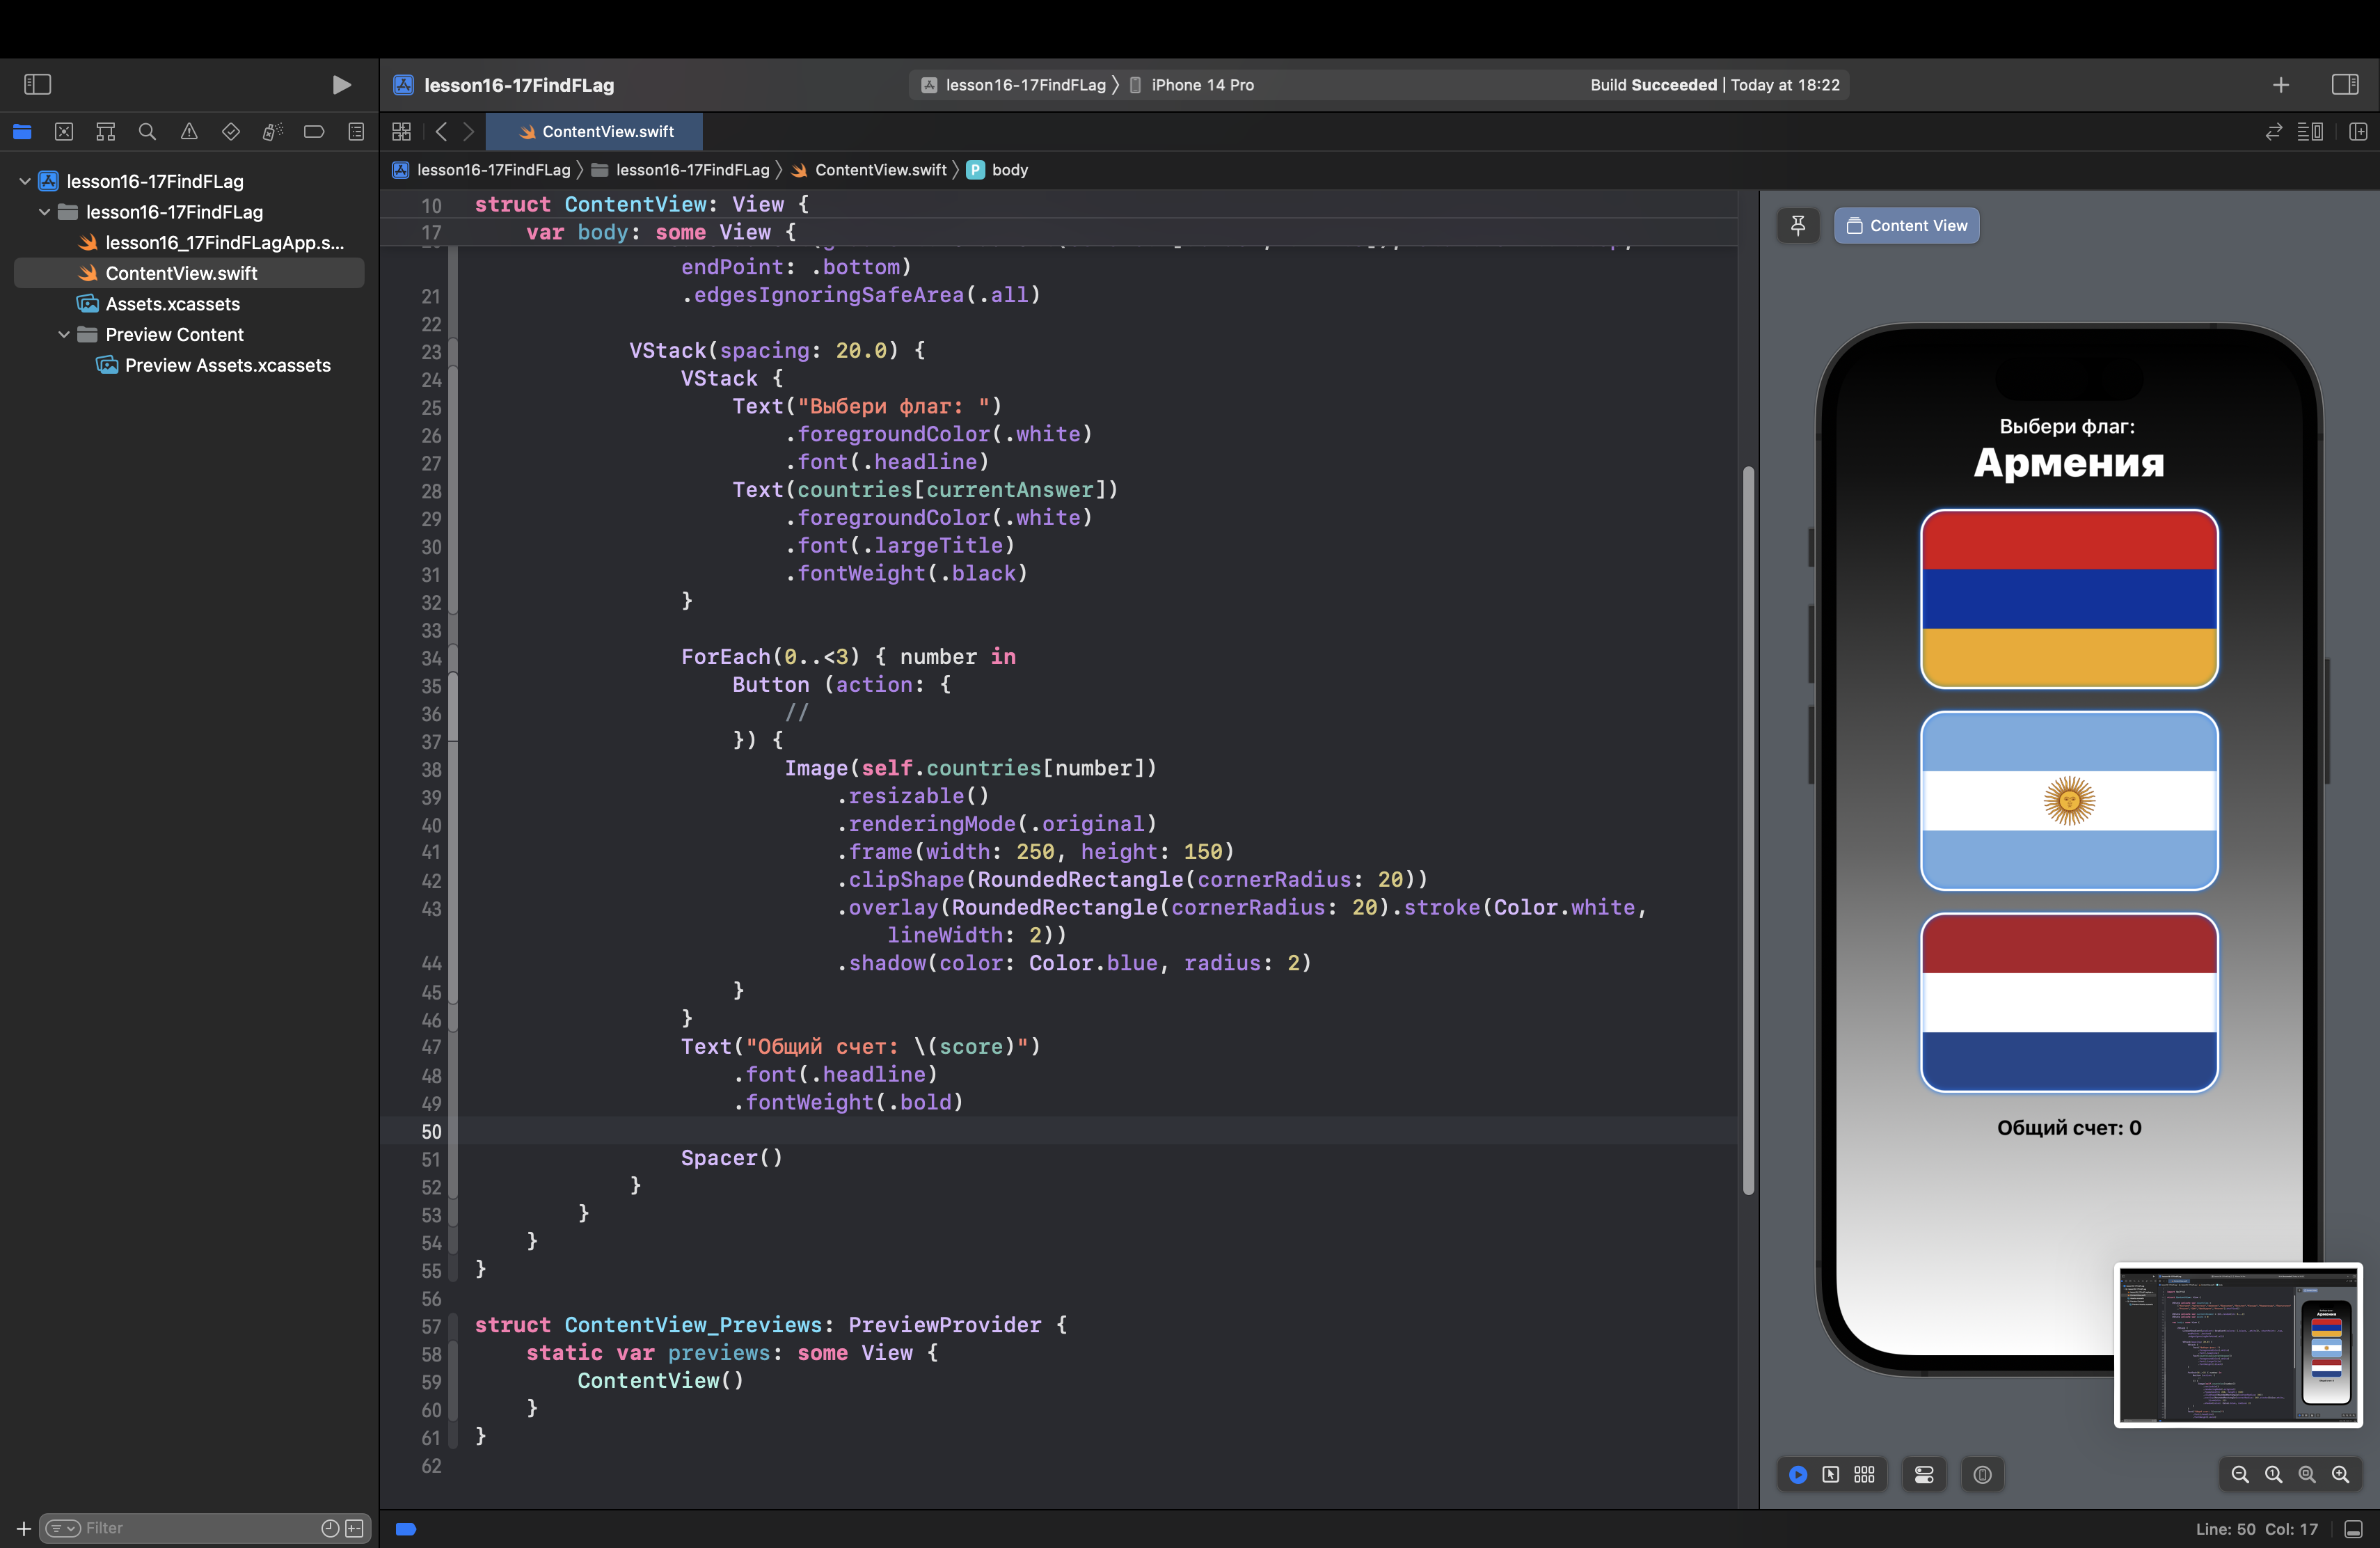 lesson16-17FindFLag
lesson16-17FindFLag 〉 iPhone 14 Pro
Build Succeeded | Today at 18:22
ContentView.swift
lesson16-17FindFLag 〉 lesson16-17FindFLag 〉 ContentView.swift 〉 P body
lesson16-17FindFLag
lesson16-17FindFLag
lesson16_17FindFLagApp.s...
ContentView.swift
Assets.xcassets
Preview Content
Preview Assets.xcassets
10 struct ContentView: View {
17 var body: some View {
endPoint: .bottom)
21 .edgesIgnoringSafeArea(.all)
22
23 VStack(spacing: 20.0) {
24 VStack {
25 Text("Выбери флаг: ")
26 .foregroundColor(.white)
27 .font(.headline)
28 Text(countries[currentAnswer])
29 .foregroundColor(.white)
30 .font(.largeTitle)
31 .fontWeight(.black)
32 }
33
34 ForEach(0..<3) { number in
35 Button (action: {
36 //
37 }) {
38 Image(self.countries[number])
39 .resizable()
40 .renderingMode(.original)
41 .frame(width: 250, height: 150)
42 .clipShape(RoundedRectangle(cornerRadius: 20))
43 .overlay(RoundedRectangle(cornerRadius: 20).stroke(Color.white,
lineWidth: 2))
44 .shadow(color: Color.blue, radius: 2)
45 }
46 }
47 Text("Общий счет: \(score)")
48 .font(.headline)
49 .fontWeight(.bold)
50
51 Spacer()
52 }
53 }
54 }
55 }
56
57 struct ContentView_Previews: PreviewProvider {
58 static var previews: some View {
59 ContentView()
60 }
61 }
62
Content View
Выбери флаг:
Армения
Общий счет: 0
Filter
Line: 50 Col: 17